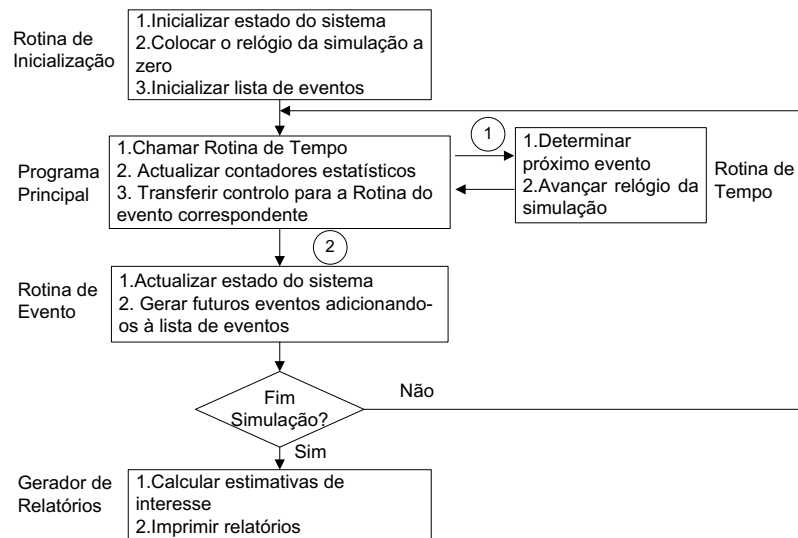 Rotina de
Inicialização
1.Inicializar estado do sistema
2.Colocar o relógio da simulação a
zero
3.Inicializar lista de eventos
Programa
Principal
1.Chamar Rotina de Tempo
2. Actualizar contadores estatísticos
3. Transferir controlo para a Rotina do
evento correspondente
1
1.Determinar
próximo evento
2.Avançar relógio da
simulação
Rotina de
Tempo
2
Rotina de
Evento
1.Actualizar estado do sistema
2. Gerar futuros eventos adicionando-
os à lista de eventos
Fim
Simulação?
Não
Sim
Gerador de
Relatórios
1.Calcular estimativas de
interesse
2.Imprimir relatórios